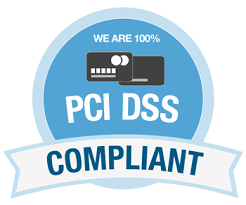 WE ARE 100%
PCI DSS
COMPLIANT